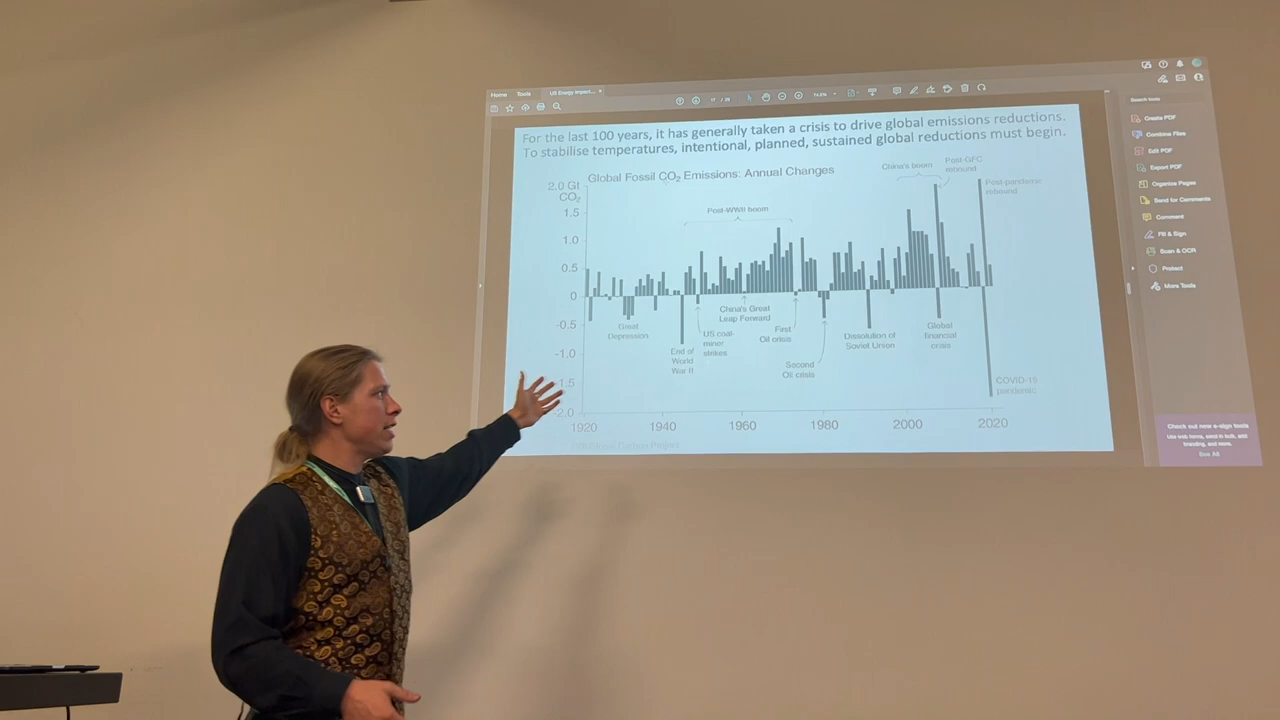 Home Tools US Energy Impact...
17 / 26
74.6%
For the last 100 years, it has generally taken a crisis to drive global emissions reductions.
To stabilise temperatures, intentional, planned, sustained global reductions must begin.
Global Fossil CO₂ Emissions: Annual Changes
2.0 Gt
CO₂
1.5
1.0
0.5
0
-0.5
-1.0
-1.5
-2.0
1920
1940
1960
1980
2000
2020
Post-WWII boom
China's boom
Post-GFC
rebound
Post-pandemic
rebound
Great
Depression
End of
World
War II
US coal-
miner
strikes
China's Great
Leap Forward
First
Oil crisis
Second
Oil crisis
Dissolution of
Soviet Union
Global
financial
crisis
COVID-19
pandemic
Carbon Project
Search tools
Create PDF
Combine Files
Edit PDF
Export PDF
Organize Pages
Send for Comments
Comment
Fill & Sign
Scan & OCR
Protect
More Tools
Check out new e-sign tools
Use web forms, send in bulk, add
branding, and more.
See All